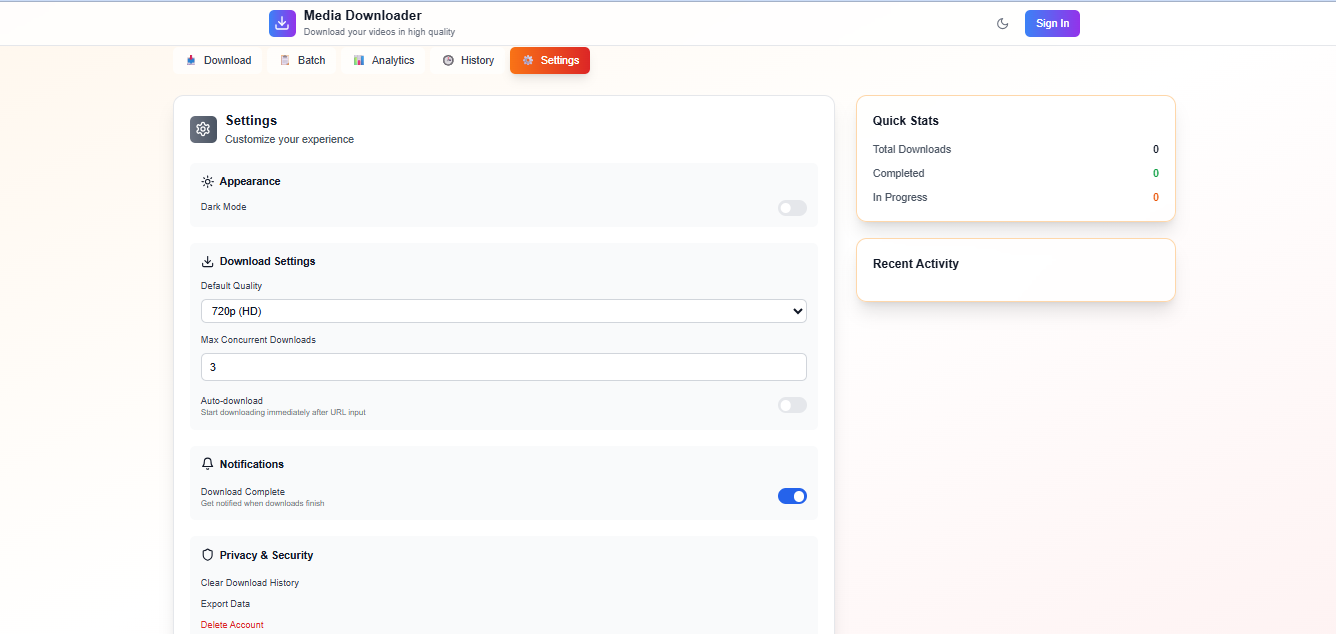 Media Downloader
Download your videos in high quality
Sign In
Download
Batch
Analytics
History
Settings
Settings
Customize your experience
Appearance
Dark Mode
Download Settings
Default Quality
720p (HD)
Max Concurrent Downloads
3
Auto-download
Start downloading immediately after URL input
Notifications
Download Complete
Get notified when downloads finish
Privacy & Security
Clear Download History
Export Data
Delete Account
Quick Stats
Total Downloads 0
Completed 0
In Progress 0
Recent Activity